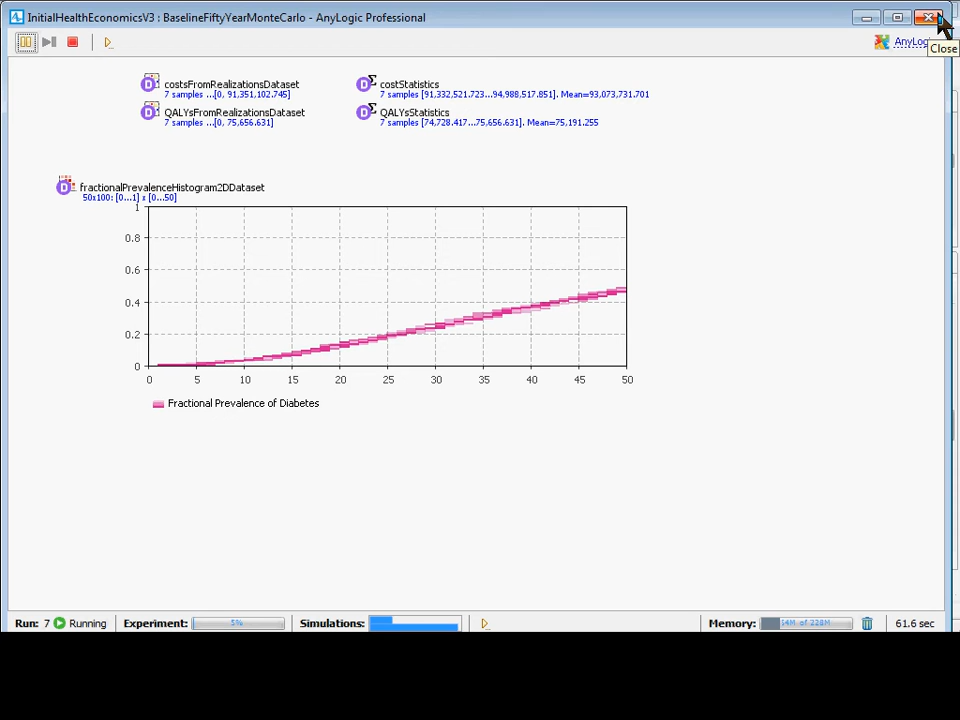 InitialHealthEconomicsV3 : BaselineFiftyYearMonteCarlo - AnyLogic Professional
AnyLog
Close
costsFromRealizationsDataset
7 samples ...[0, 91,351,102.745]
costStatistics
7 samples [91,332,521.723...94,988,517.851]. Mean=93,073,731.701
QALYsFromRealizationsDataset
7 samples ...[0, 75,656.631]
QALYsStatistics
7 samples [74,728.417...75,656.631]. Mean=75,191.255
fractionalPrevalenceHistogram2DDataset
50x100: [0...1] x [0...50]
1
0.8
0.6
0.4
0.2
0
0 5 10 15 20 25 30 35 40 45 50
Fractional Prevalence of Diabetes
Run: 7 Running Experiment: 5% Simulations: Memory: 54M of 228M 61.6 sec